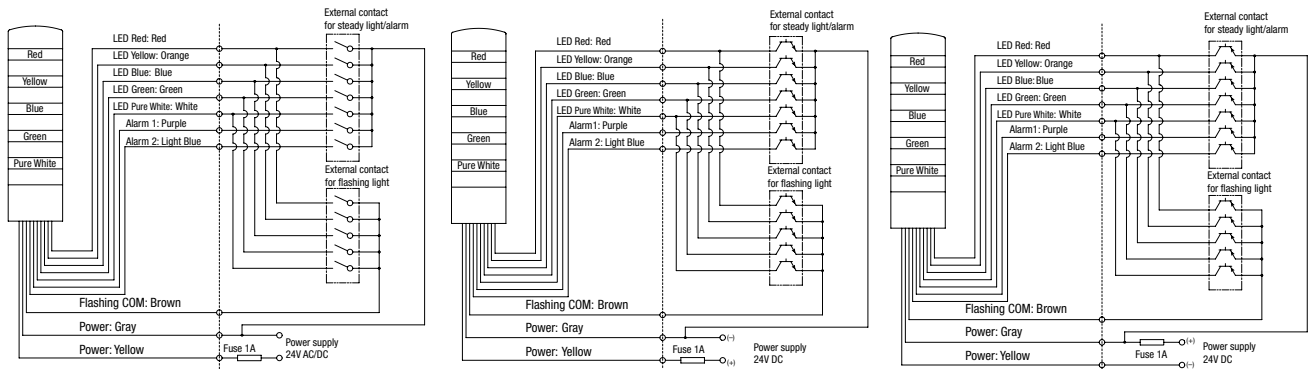 External contact
for steady light/alarm
LED Red: Red
LED Yellow: Orange
LED Blue: Blue
LED Green: Green
LED Pure White: White
Alarm 1: Purple
Alarm 2: Light Blue
Red
Yellow
Blue
Green
Pure White
External contact
for flashing light
Flashing COM: Brown
Power: Gray
Power: Yellow
Fuse 1A
Power supply
24V AC/DC
External contact
for steady light/alarm
LED Red: Red
LED Yellow: Orange
LED Blue: Blue
LED Green: Green
LED Pure White: White
Alarm1: Purple
Alarm 2: Light Blue
Red
Yellow
Blue
Green
Pure White
External contact
for flashing light
Flashing COM: Brown
Power: Gray
(−)
Power: Yellow
Fuse 1A
(+)
Power supply
24V DC
External contact
for steady light/alarm
LED Red: Red
LED Yellow: Orange
LED Blue: Blue
LED Green: Green
LED Pure White: White
Alarm1: Purple
Alarm 2: Light Blue
Red
Yellow
Blue
Green
Pure White
External contact
for flashing light
Flashing COM: Brown
Power: Gray
(+)
Fuse 1A
Power: Yellow
(−)
Power supply
24V DC